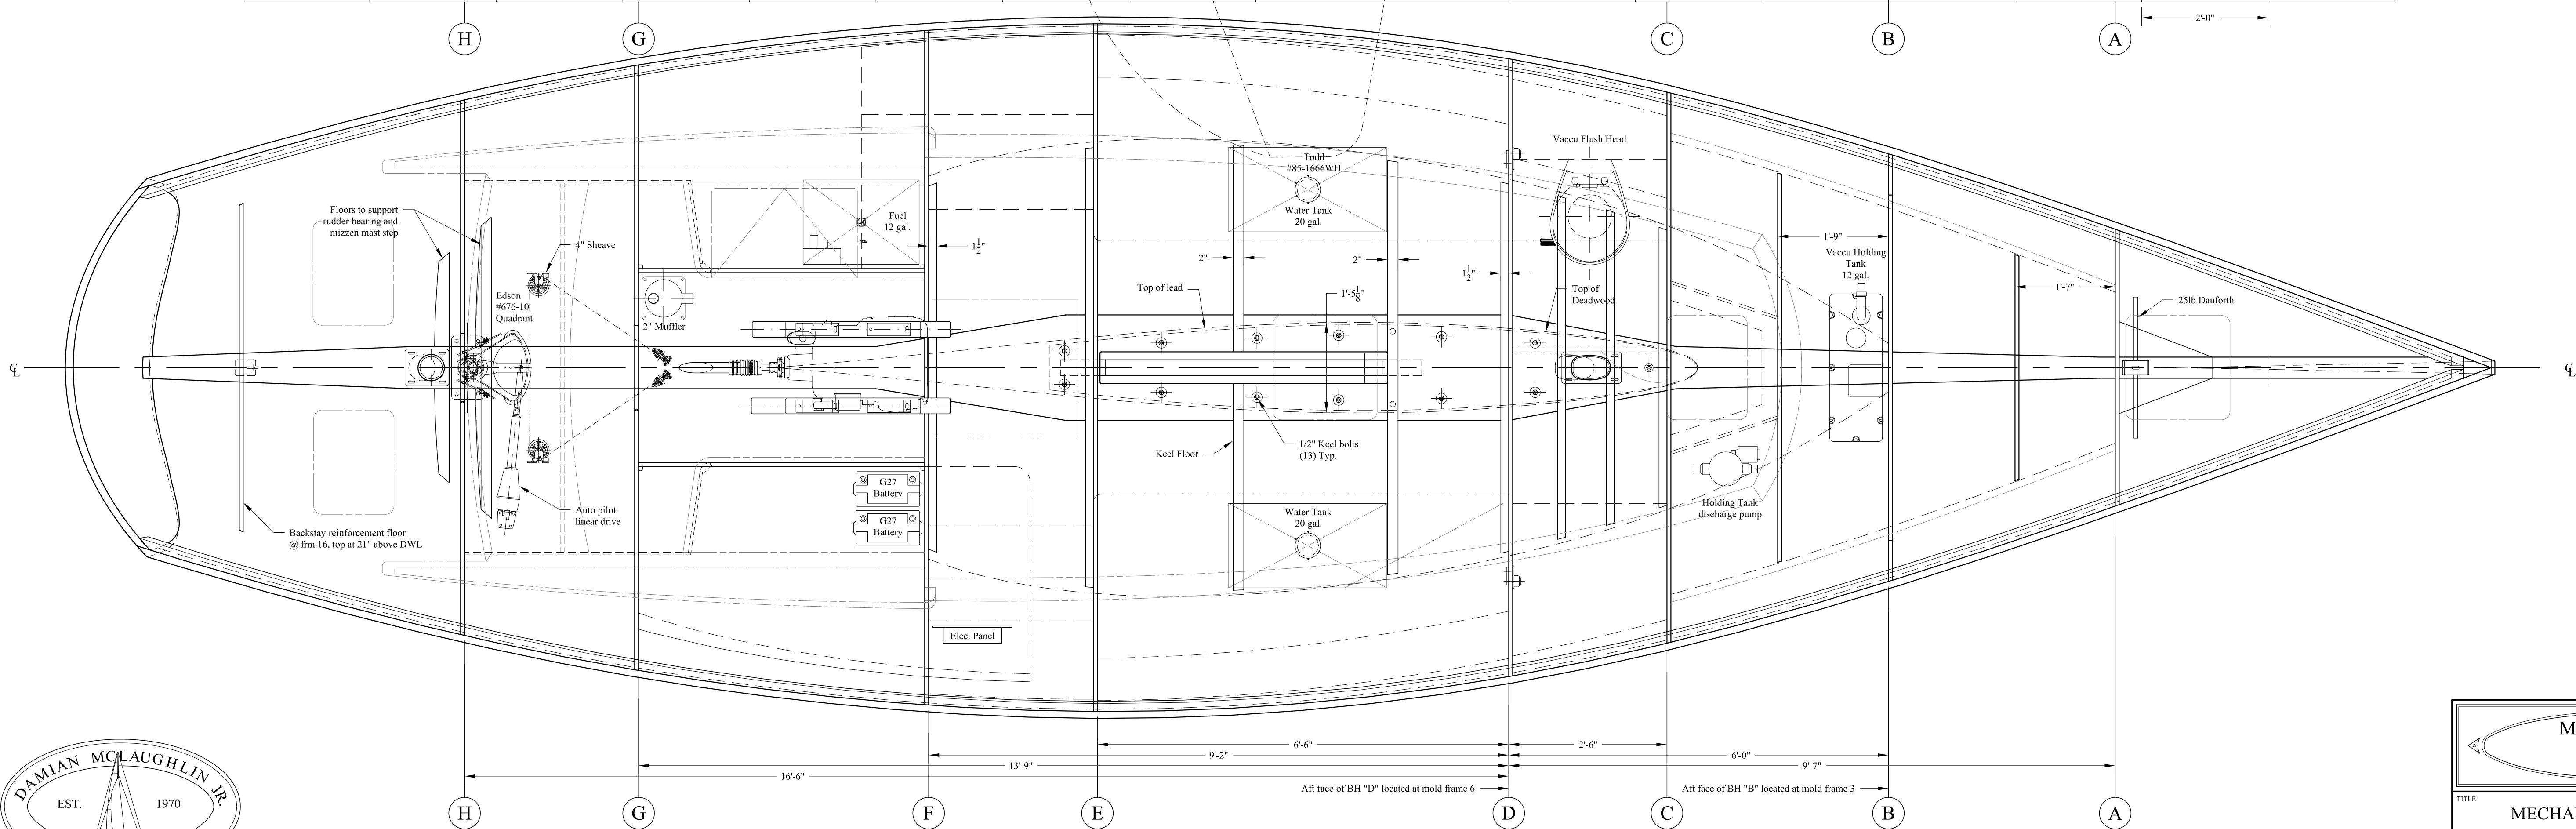 H
G
C
B
A
2'-0"
Vaccu Flush Head
Todd
#85-1666WH
Water Tank
20 gal.
Floors to support
rudder bearing and
mizzen mast step
Fuel
12 gal.
4" Sheave
1 1/2"
1'-9"
Vaccu Holding
Tank
12 gal.
2"
2"
1 1/2"
Edson
#676-10
Quadrant
Top of lead
1'-5 1/8"
Top of
Deadwood
1'-7"
25lb Danforth
2" Muffler
℄
℄
1/2" Keel bolts
(13) Typ.
Keel Floor
G27
Battery
G27
Battery
Water Tank
20 gal.
Holding Tank
discharge pump
Auto pilot
linear drive
Backstay reinforcement floor
@ frm 16, top at 21" above DWL
Elec. Panel
6'-6"
2'-6"
9'-2"
6'-0"
13'-9"
9'-7"
16'-6"
Aft face of BH "D" located at mold frame 6
Aft face of BH "B" located at mold frame 3
H
G
F
E
D
C
B
A
DAMIAN MCLAUGHLIN JR.
EST. 1970
M
TITLE
MECHA